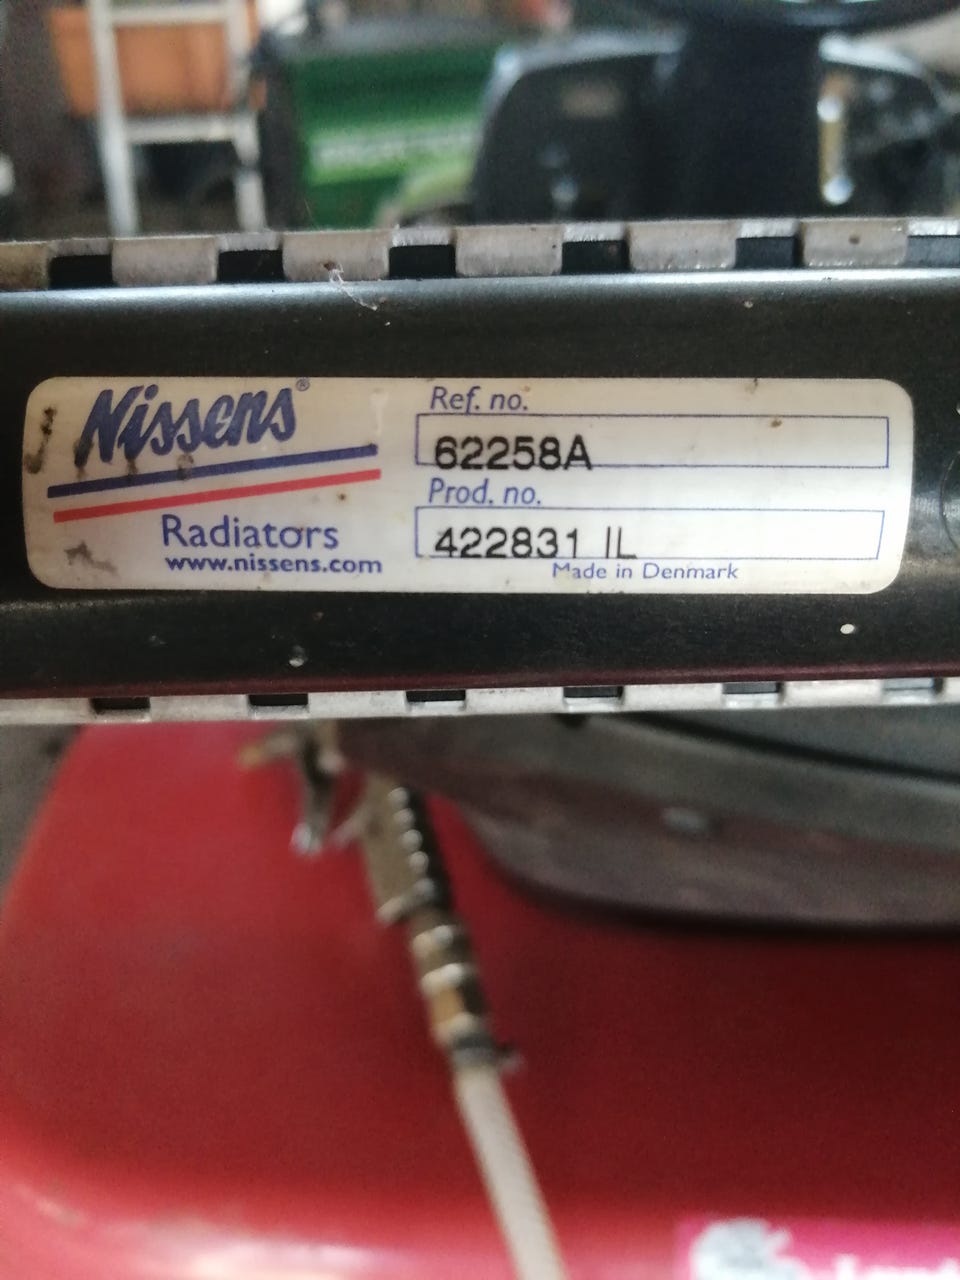 Nissens®
Radiators
www.nissens.com
Ref. no.
62258A
Prod. no.
422831 IL
Made in Denmark